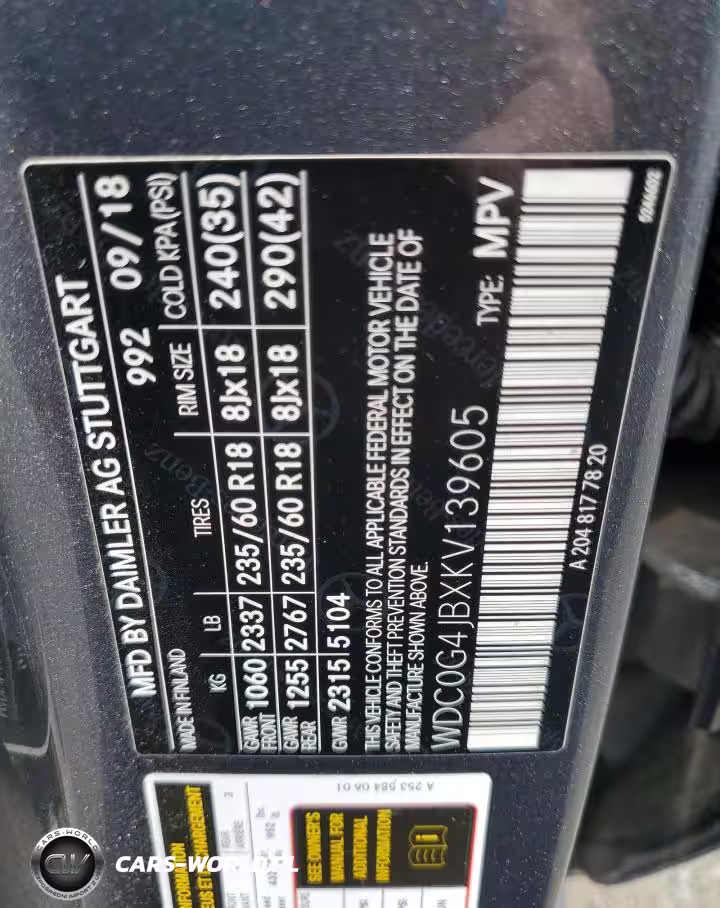 MFD BY DAIMLER AG STUTTGART
MADE IN FINLAND 992 09/18
KG LB TIRES RIM SIZE COLD KPA(PSI)
GAWR FRONT 1060 2337 235/60 R18 8Jx18 240(35)
GAWR REAR 1255 2767 235/60 R18 8Jx18 290(42)
GVWR 2315 5104
THIS VEHICLE CONFORMS TO ALL APPLICABLE FEDERAL MOTOR VEHICLE
SAFETY AND THEFT PREVENTION STANDARDS IN EFFECT ON THE DATE OF
MANUFACTURE SHOWN ABOVE.
WDC0G4JBXKV139605 TYPE: MPV
A 204 817 78 20
A 253 584 06 01
SEE OWNER'S
MANUAL FOR
ADDITIONAL
INFORMATION
CARS-WORLD
CW
CARS-WORLD